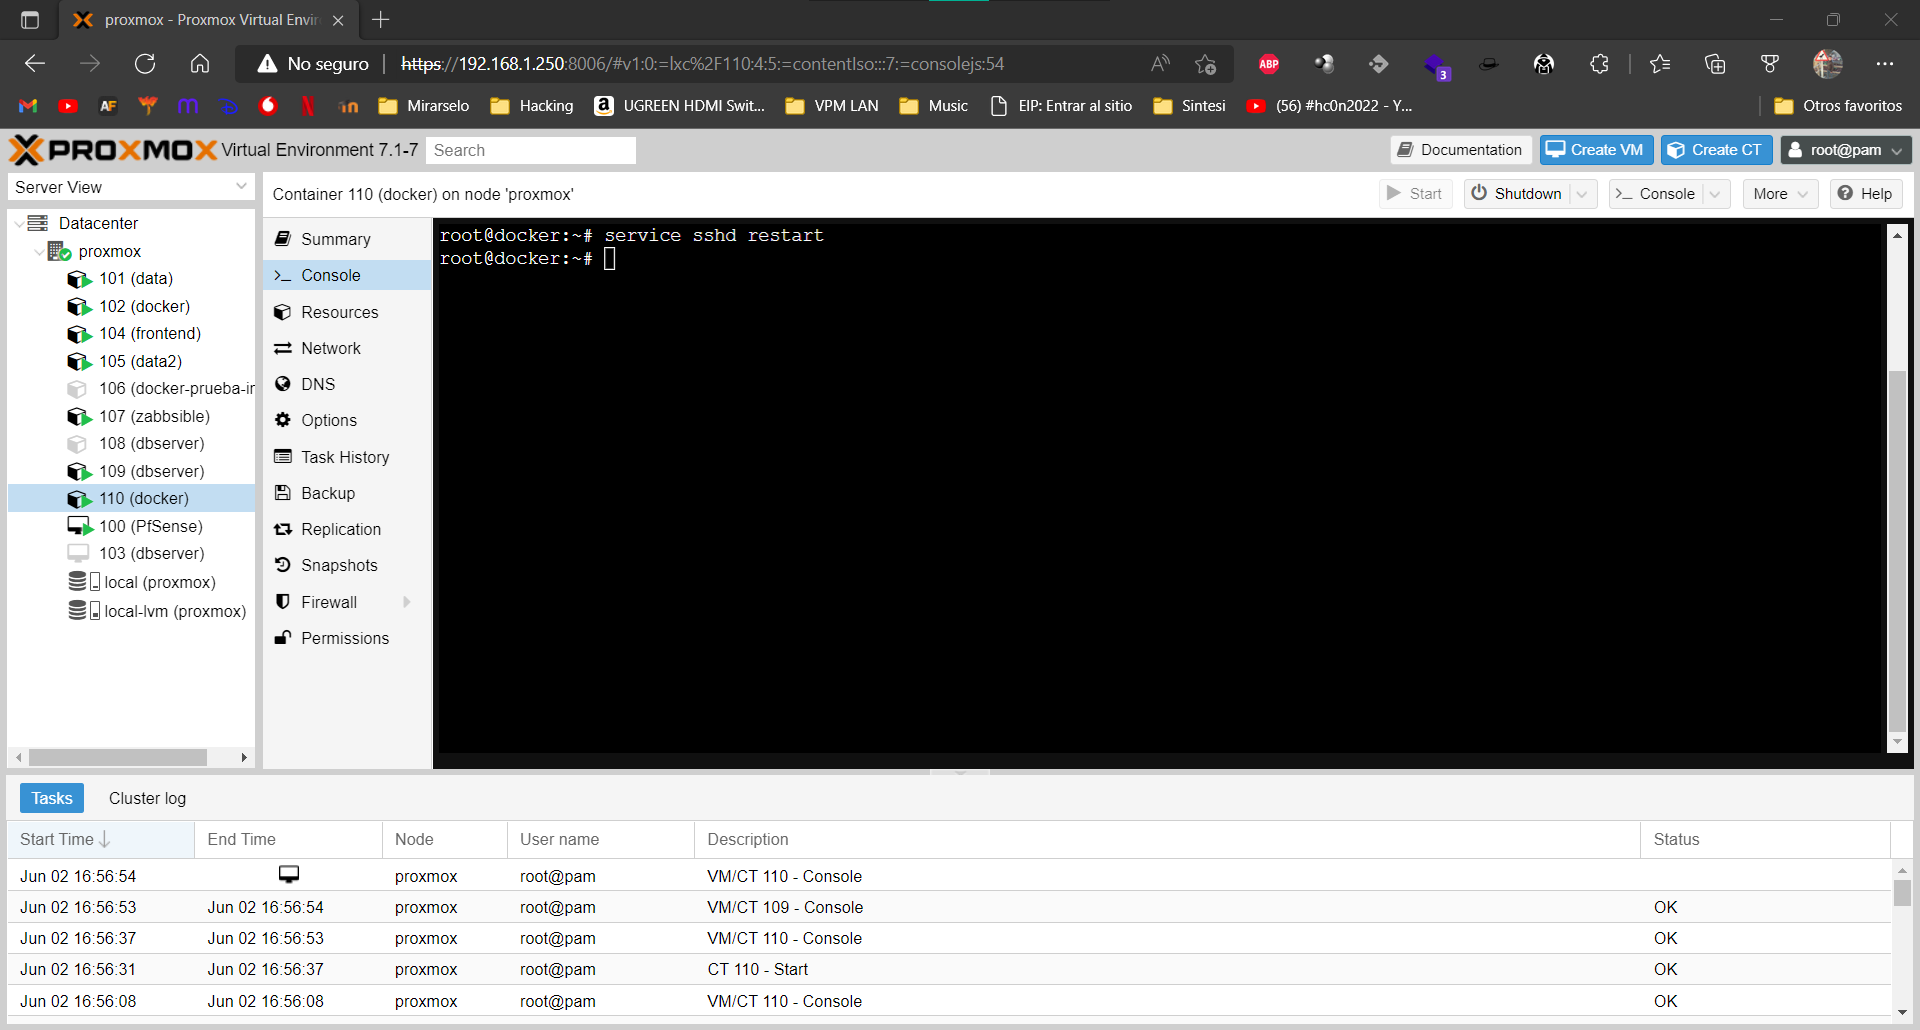 proxmox - Proxmox Virtual Envir
No seguro
https://192.168.1.250:8006/#v1:0:=lxc%2F110:4:5:=contentIso:::7:=consolejs:54
ABP
3
AF
in
Mirarselo
Hacking
UGREEN HDMI Swit...
VPM LAN
Music
EIP: Entrar al sitio
Sintesi
(56) #hc0n2022 - Y...
Otros favoritos
PROXMOX Virtual Environment 7.1-7
Search
Documentation
Create VM
Create CT
root@pam
Server View
Container 110 (docker) on node 'proxmox'
Start
Shutdown
Console
More
Help
Datacenter
proxmox
101 (data)
102 (docker)
104 (frontend)
105 (data2)
106 (docker-prueba-ir
107 (zabbsible)
108 (dbserver)
109 (dbserver)
110 (docker)
100 (PfSense)
103 (dbserver)
local (proxmox)
local-lvm (proxmox)
Summary
Console
Resources
Network
DNS
Options
Task History
Backup
Replication
Snapshots
Firewall
Permissions
root@docker:~# service sshd restart
root@docker:~#
Tasks
Cluster log
Start Time End Time Node User name Description Status
Jun 02 16:56:54 proxmox root@pam VM/CT 110 - Console
Jun 02 16:56:53 Jun 02 16:56:54 proxmox root@pam VM/CT 109 - Console OK
Jun 02 16:56:37 Jun 02 16:56:53 proxmox root@pam VM/CT 110 - Console OK
Jun 02 16:56:31 Jun 02 16:56:37 proxmox root@pam CT 110 - Start OK
Jun 02 16:56:08 Jun 02 16:56:08 proxmox root@pam VM/CT 110 - Console OK